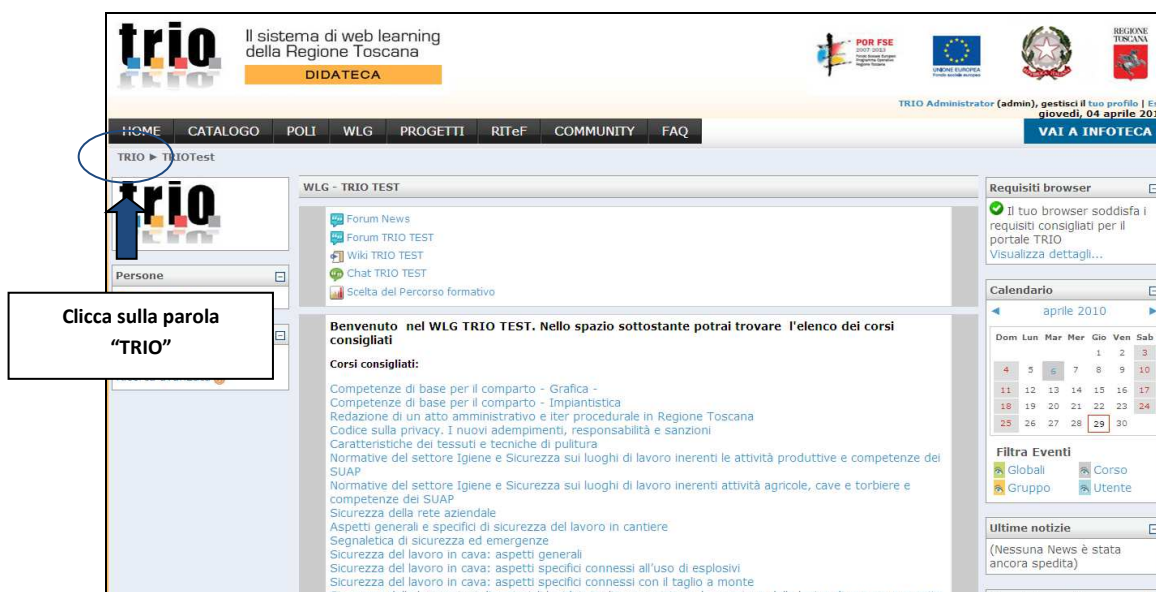 trio
Il sistema di web learning
della Regione Toscana
DIDATECA
POR FSE
2007-2013
UNIONE EUROPEA
REGIONE
TOSCANA
TRIO Administrator (admin), gestisci il tuo profilo | Es
giovedì, 04 aprile 201
HOME CATALOGO POLI WLG PROGETTI RITeF COMMUNITY FAQ
VAI A INFOTECA
TRIO ► TRIOTest
trio
Persone
Clicca sulla parola
“TRIO”
WLG - TRIO TEST
Forum News
Forum TRIO TEST
Wiki TRIO TEST
Chat TRIO TEST
Scelta del Percorso formativo
Benvenuto nel WLG TRIO TEST. Nello spazio sottostante potrai trovare l'elenco dei corsi
consigliati
Corsi consigliati:
Competenze di base per il comparto - Grafica -
Competenze di base per il comparto - Impiantistica
Redazione di un atto amministrativo e iter procedurale in Regione Toscana
Codice sulla privacy. I nuovi adempimenti, responsabilità e sanzioni
Caratteristiche dei tessuti e tecniche di pulitura
Normative del settore Igiene e Sicurezza sui luoghi di lavoro inerenti le attività produttive e competenze dei
SUAP
Normative del settore Igiene e Sicurezza sui luoghi di lavoro inerenti attività agricole, cave e torbiere e
competenze dei SUAP
Sicurezza della rete aziendale
Aspetti generali e specifici di sicurezza del lavoro in cantiere
Segnaletica di sicurezza ed emergenze
Sicurezza del lavoro in cava: aspetti generali
Sicurezza del lavoro in cava: aspetti specifici connessi all'uso di esplosivi
Sicurezza del lavoro in cava: aspetti specifici connessi con il taglio a monte
Requisiti browser
Il tuo browser soddisfa i
requisiti consigliati per il
portale TRIO
Visualizza dettagli...
Calendario
◄ aprile 2010 ►
Dom Lun Mar Mer Gio Ven Sab
1 2 3
4 5 6 7 8 9 10
11 12 13 14 15 16 17
18 19 20 21 22 23 24
25 26 27 28 29 30
Filtra Eventi
Globali Corso
Gruppo Utente
Ultime notizie
(Nessuna News è stata
ancora spedita)